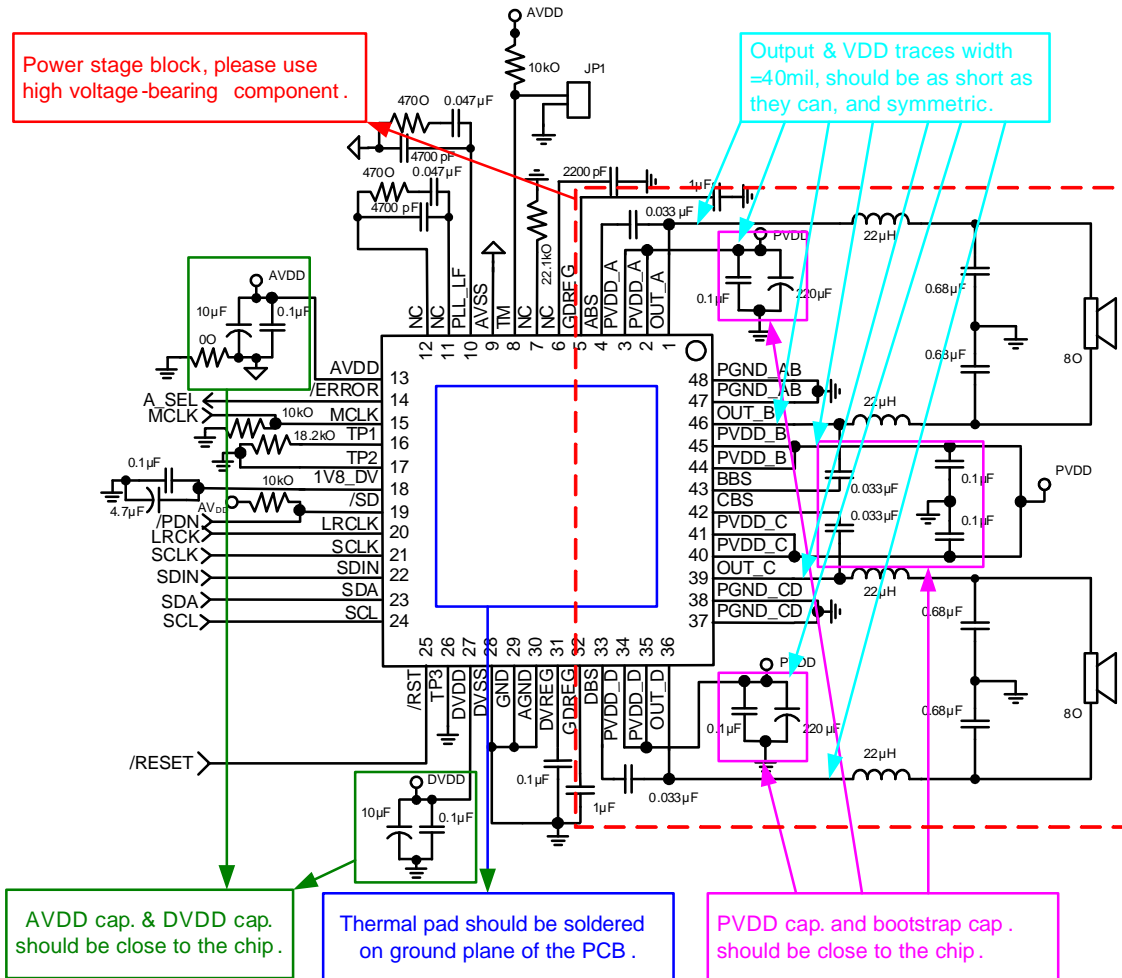 AVDD
Power stage block, please use
high voltage-bearing component.
10kO
JP1
Output & VDD traces width
=40mil, should be as short as
they can, and symmetric.
470O
0.047µF
4700 pF
0.047µF
470O
4700 pF
2200 pF
1µF
0.033 µF
22.1kO
22µH
PVDD
0.1µF
220µF
0.68µF
0.68µF
8O
NC
NC
PLL_LF
AVSS
TM
NC
NC
GDREG
ABS
PVDD_A
PVDD_A
OUT_A
12
11
10
9
8
7
6
5
4
3
2
1
AVDD
10µF
0.1µF
0O
AVDD
13
/ERROR
14
A_SEL
MCLK
MCLK
15
10kO
TP1
16
18.2kO
TP2
17
0.1µF
1V8_DV
18
4.7µF
10kO
AVDD
/SD
19
/PDN
LRCLK
20
LRCK
SCLK
21
SCLK
SDIN
22
SDIN
SDA
23
SDA
SCL
24
SCL
48
PGND_AB
47
PGND_AB
46
OUT_B
22µH
45
PVDD_B
44
PVDD_B
43
BBS
42
CBS
41
PVDD_C
40
PVDD_C
39
OUT_C
38
PGND_CD
37
PGND_CD
0.033µF
0.033µF
0.1µF
0.1µF
PVDD
22µH
0.68µF
0.68µF
8O
22µH
25
26
27
28
29
30
31
32
33
34
35
36
/RST
TP3
DVDD
DVSS
GND
AGND
DVREG
GDREG
DBS
PVDD_D
PVDD_D
OUT_D
PVDD
0.1µF
220µF
/RESET
0.1µF
1µF
0.033µF
DVDD
10µF
0.1µF
AVDD cap. & DVDD cap.
should be close to the chip.
Thermal pad should be soldered
on ground plane of the PCB.
PVDD cap. and bootstrap cap.
should be close to the chip.